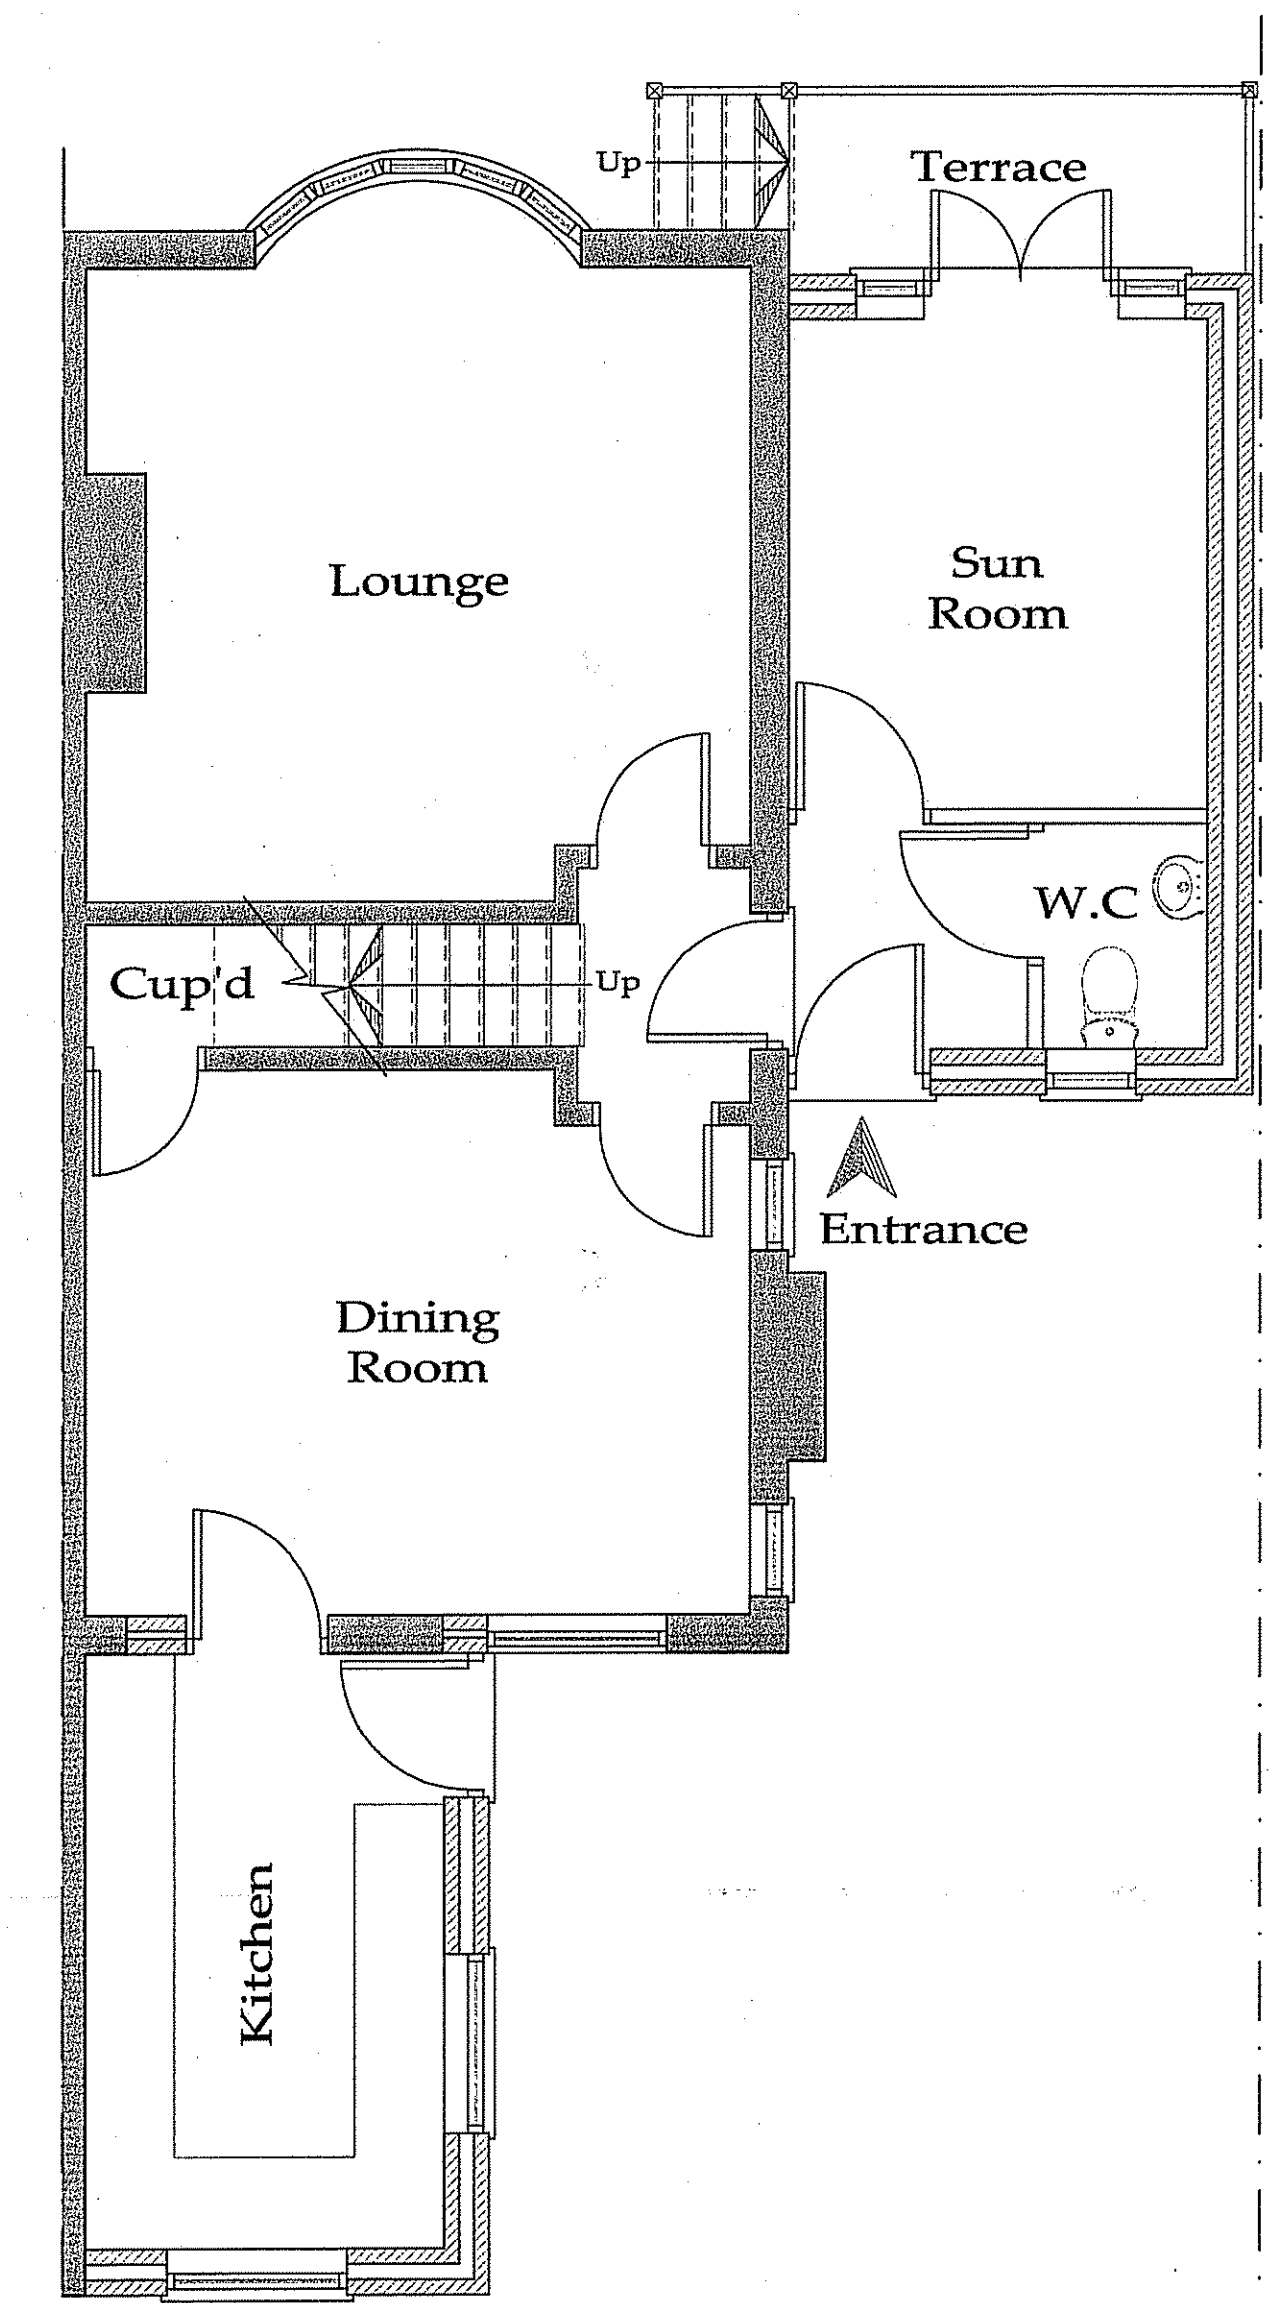 Up
Terrace
Lounge
Sun
Room
W.C
Cup'd
Up
Entrance
Dining
Room
Kitchen